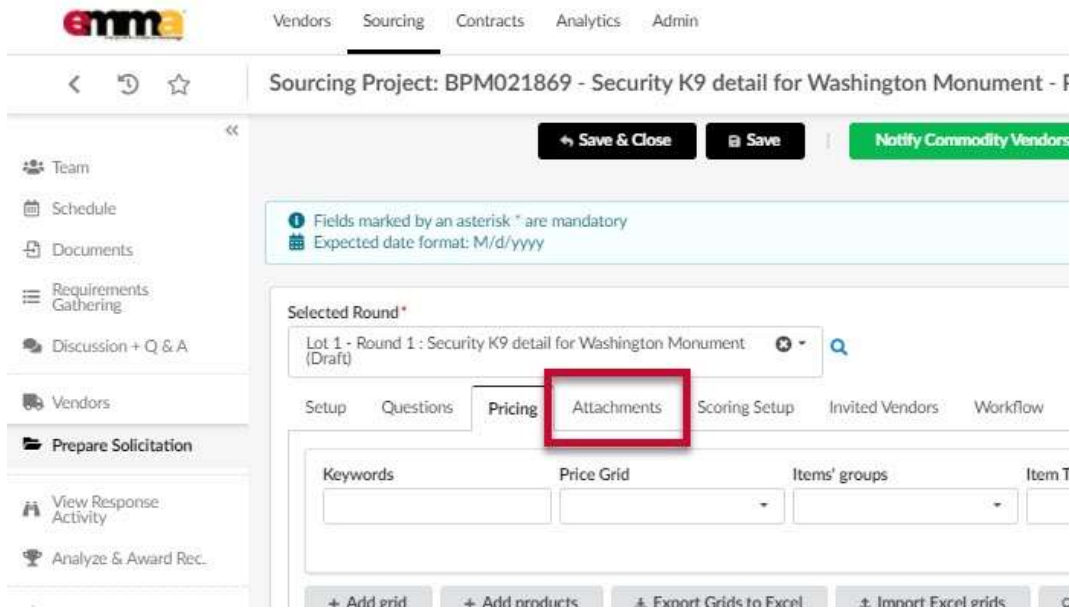 emma
Vendors Sourcing Contracts Analytics Admin
Sourcing Project: BPM021869 - Security K9 detail for Washington Monument -
Save & Close Save Notify Commodity Vendors
Team
Schedule
Documents
Requirements
Gathering
Discussion + Q & A
Vendors
Prepare Solicitation
View Response
Activity
Analyze & Award Rec.
Fields marked by an asterisk * are mandatory
Expected date format: M/d/yyyy
Selected Round*
Lot 1 - Round 1 : Security K9 detail for Washington Monument
(Draft)
Setup Questions Pricing Attachments Scoring Setup Invited Vendors Workflow
Keywords Price Grid Items' groups Item T
+ Add grid + Add products Export Grids to Excel Import Excel grids